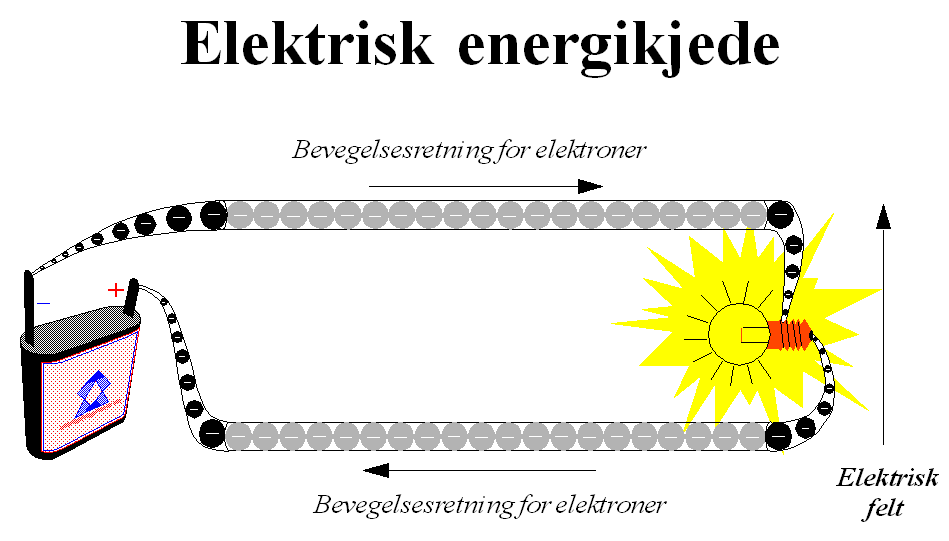 Elektrisk energikjede
Bevegelsesretning for elektroner
− +
Bevegelsesretning for elektroner
Elektrisk
felt